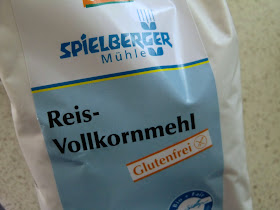 SPIELBERGER
Mühle
Reis-
Vollkornmehl
Glutenfrei